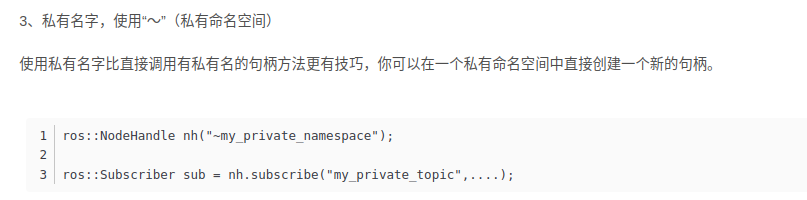 3、私有名字，使用“～”（私有命名空间）
使用私有名字比直接调用有私有名的句柄方法更有技巧，你可以在一个私有命名空间中直接创建一个新的句柄。
1 ros::NodeHandle nh("~my_private_namespace");
2
3 ros::Subscriber sub = nh.subscribe("my_private_topic",....);